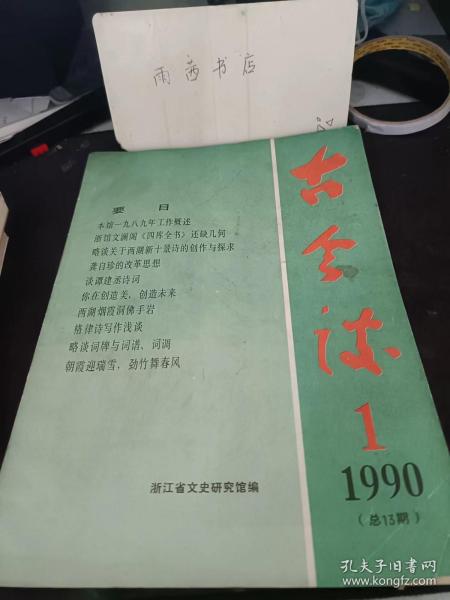 雨茜书店
古今谈
1
1990
(总13期)
要目
本馆一九八九年工作概述
浙馆文澜阁《四库全书》还缺几何
略谈关于西湖新十景诗的创作与探求
龚自珍的改革思想
谈谭建丞诗词
你在创造美,创造未来
西湖烟霞洞佛手岩
格律诗写作浅谈
略谈词牌与词谱、词调
朝霞迎瑞雪,劲竹舞春风
浙江省文史研究馆编
孔夫子旧书网
www.kongfz.com